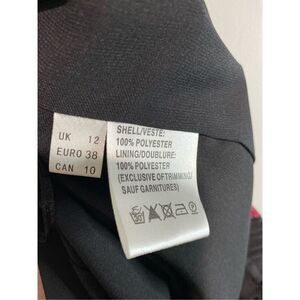 UK 12
EURO 38
CAN 10
SHELL/VESTE:
100% POLYESTER
LINING/DOUBLURE:
100% POLYESTER
(EXCLUSIVE OF TRIMMING/
SAUF GARNITURES)